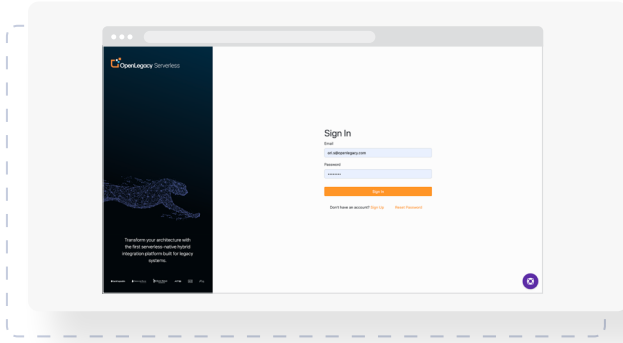 OpenLegacy Serverless
Sign In
Email
Password
••••••••
Sign In
Don't have an account? Sign Up Reset Password
Transform your architecture with
the first serverless-native hybrid
integration platform built for legacy
systems.